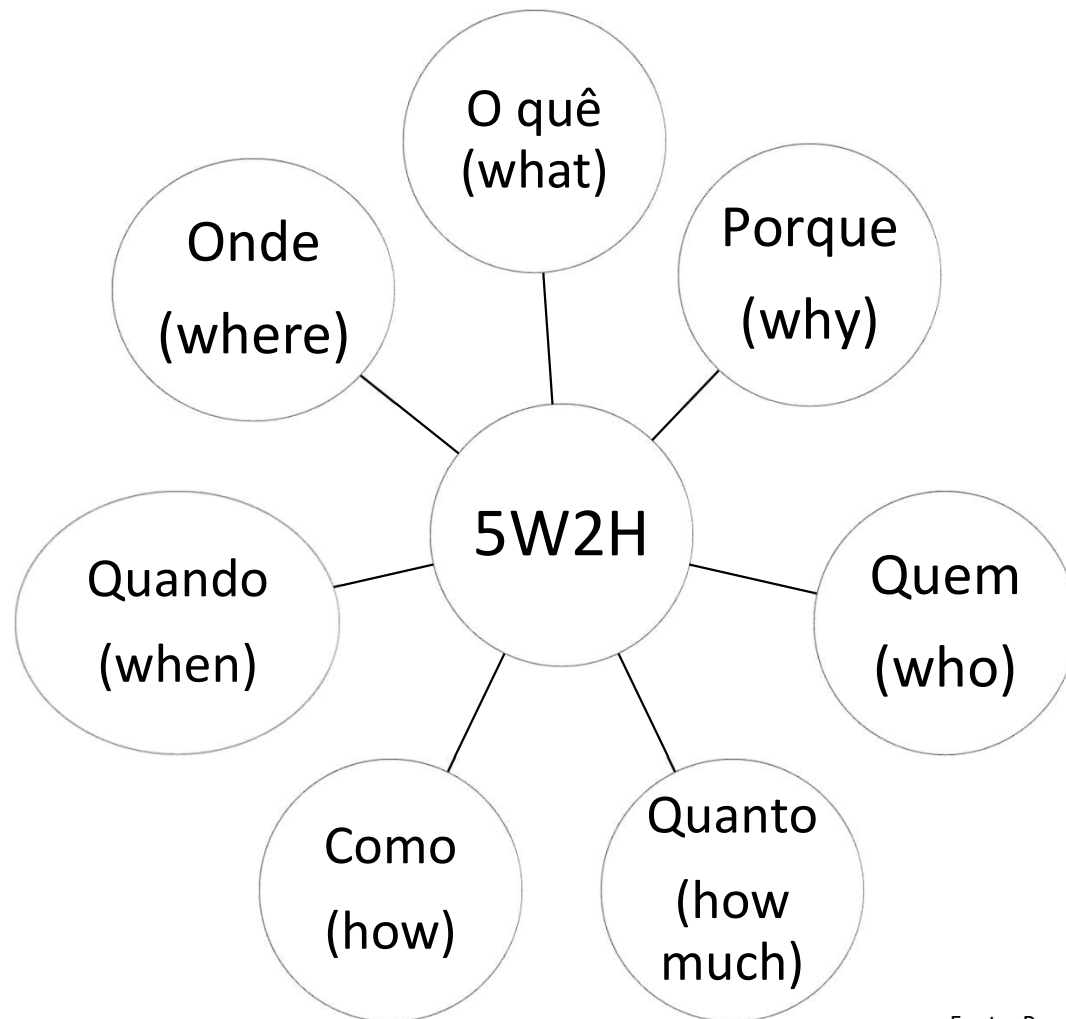 O quê
(what)
Porque
(why)
Quem
(who)
Quanto
(how
much)
Como
(how)
Quando
(when)
Onde
(where)
5W2H